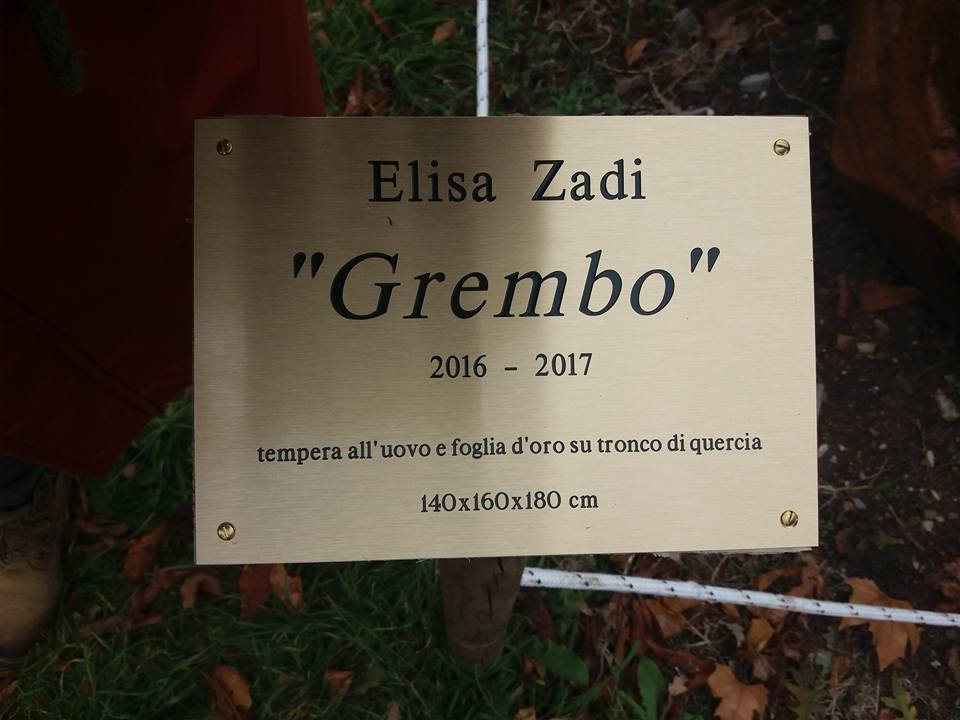 Elisa Zadi
"Grembo"
2016 - 2017
tempera all'uovo e foglia d'oro su tronco di quercia
140x160x180 cm